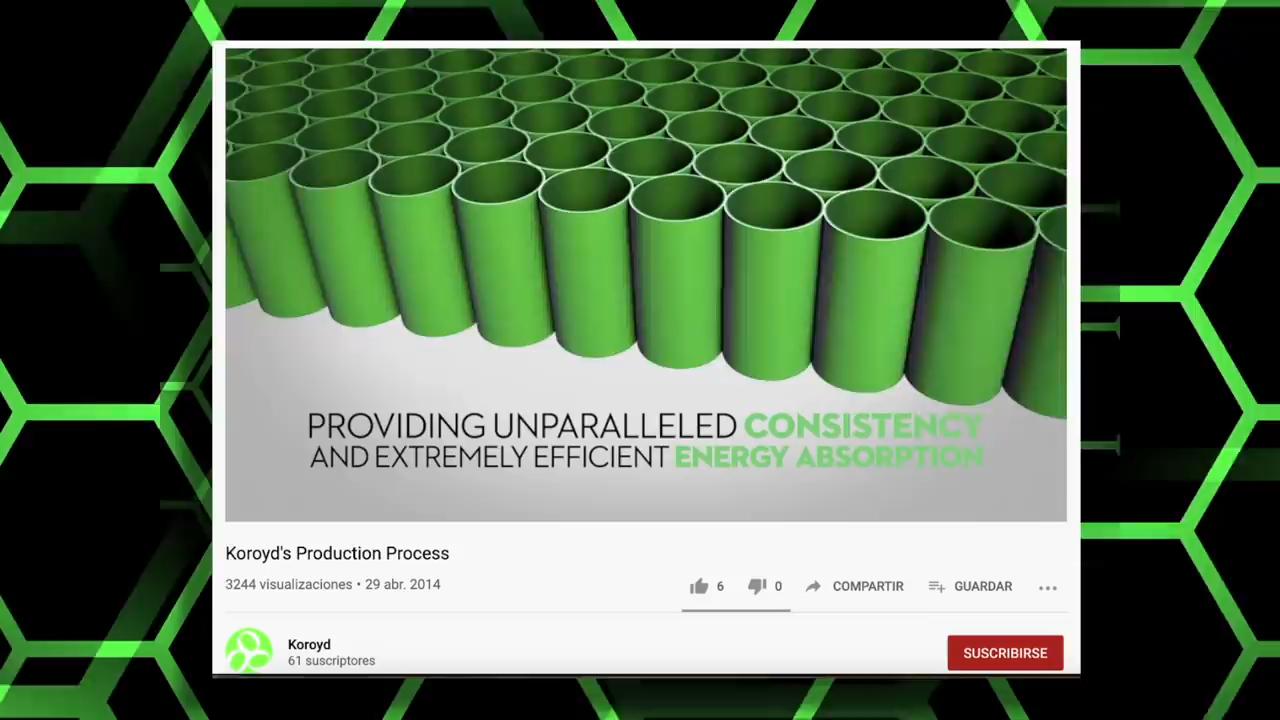 PROVIDING UNPARALLELED CONSISTENCY
AND EXTREMELY EFFICIENT ENERGY ABSORPTION
Koroyd's Production Process
3244 visualizaciones • 29 abr. 2014
6 0 COMPARTIR GUARDAR
Koroyd
61 suscriptores
SUSCRIBIRSE